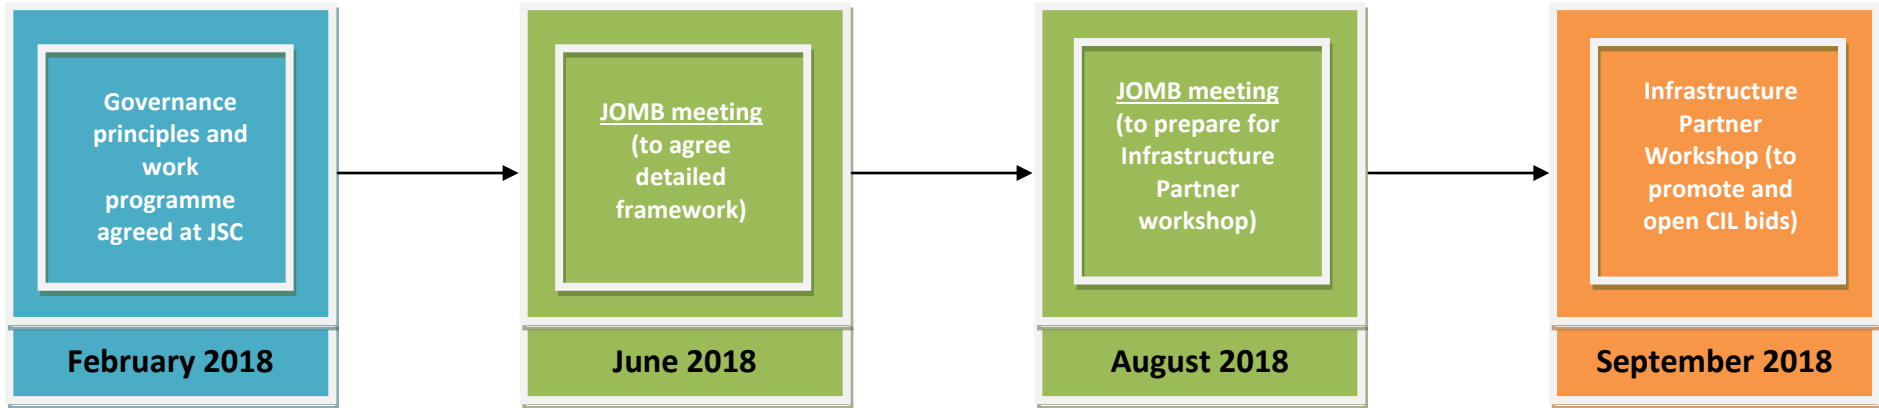 Governance
principles and
work
programme
agreed at JSC
February 2018
JOMB meeting
(to agree
detailed
framework)
June 2018
JOMB meeting
(to prepare for
Infrastructure
Partner
workshop)
August 2018
Infrastructure
Partner
Workshop (to
promote and
open CIL bids)
September 2018